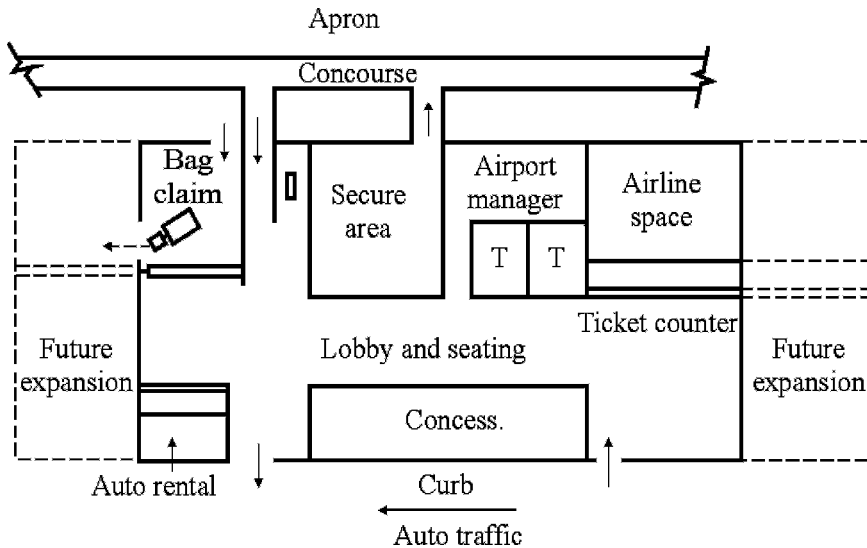 Apron
Concourse
Bag
claim
Secure
area
Airport
manager
Airline
space
T
T
Ticket counter
Future
expansion
Lobby and seating
Future
expansion
Concess.
Auto rental
Curb
Auto traffic